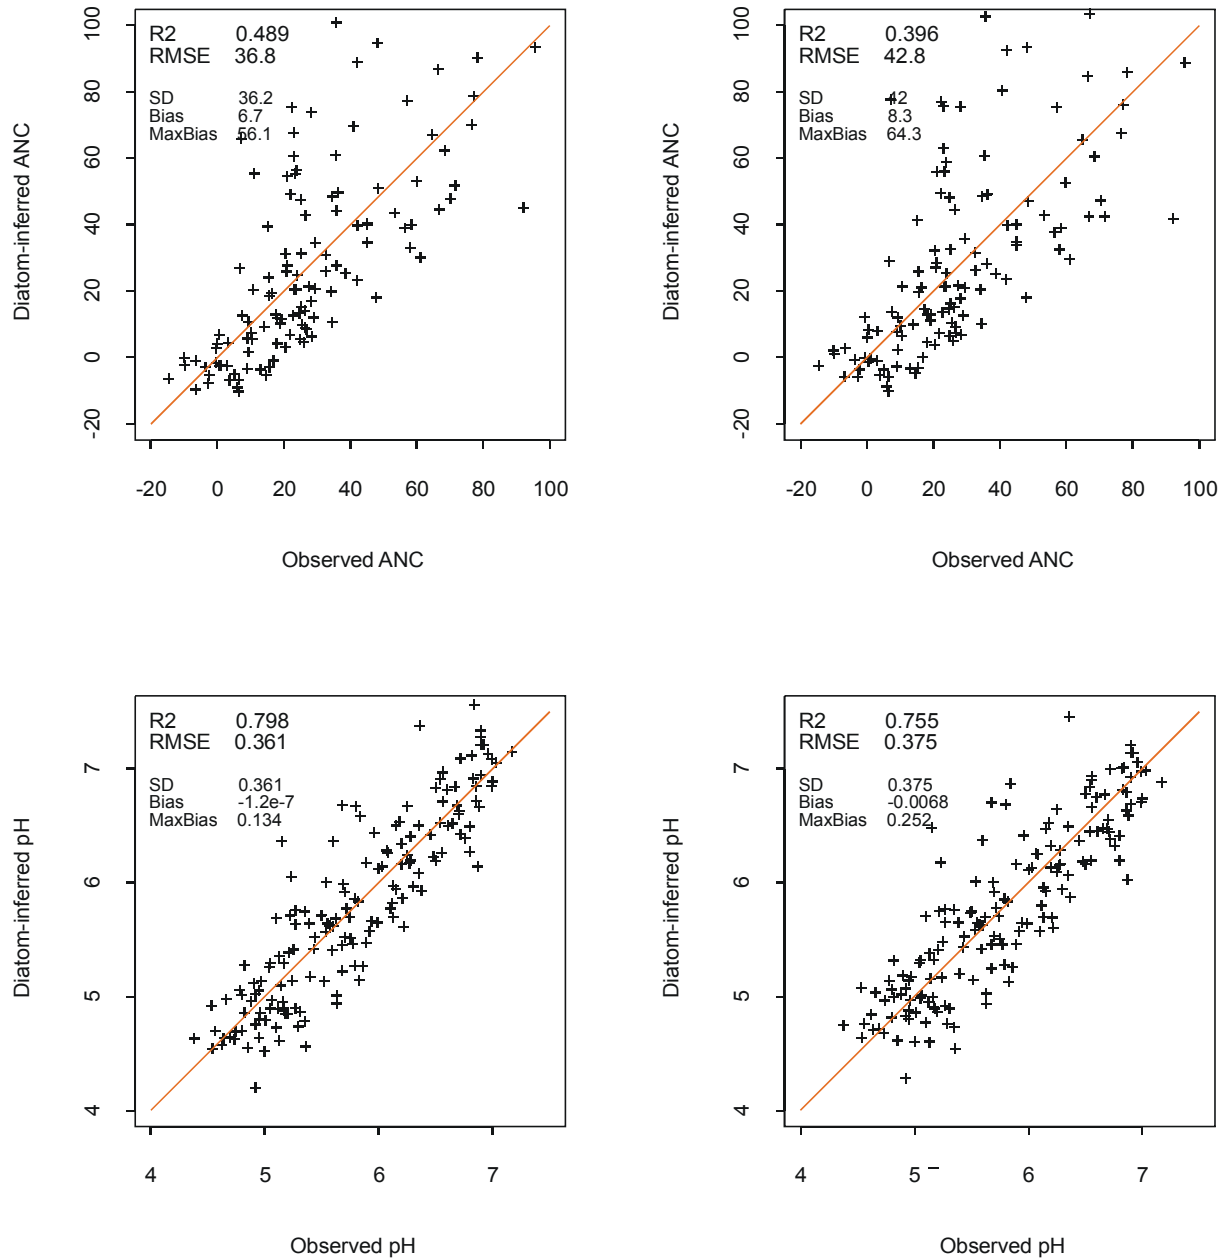 R2 0.489
RMSE 36.8
SD 36.2
Bias 6.7
MaxBias 56.1
Diatom-inferred ANC
-20 0 20 40 60 80 100
-20 0 20 40 60 80 100
Observed ANC
R2 0.396
RMSE 42.8
SD 42
Bias 8.3
MaxBias 64.3
Diatom-inferred ANC
-20 0 20 40 60 80 100
-20 0 20 40 60 80 100
Observed ANC
R2 0.798
RMSE 0.361
SD 0.361
Bias -1.2e-7
MaxBias 0.134
Diatom-inferred pH
4 5 6 7
4 5 6 7
Observed pH
R2 0.755
RMSE 0.375
SD 0.375
Bias -0.0068
MaxBias 0.252
Diatom-inferred pH
4 5 6 7
4 5 6 7
Observed pH